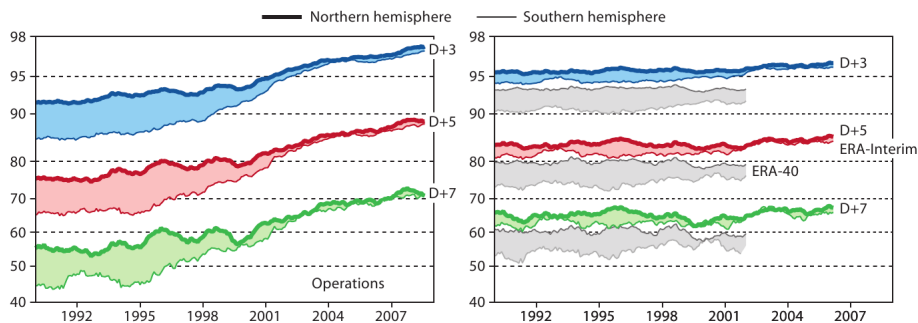 Northern hemisphere Southern hemisphere
98 98
D+3 D+3
95 95
90 90
D+5 D+5
ERA-Interim
80 80
ERA-40
D+7 D+7
70 70
60 60
50 50
Operations
40 40
1992 1995 1998 2001 2004 2007 1992 1995 1998 2001 2004 2007